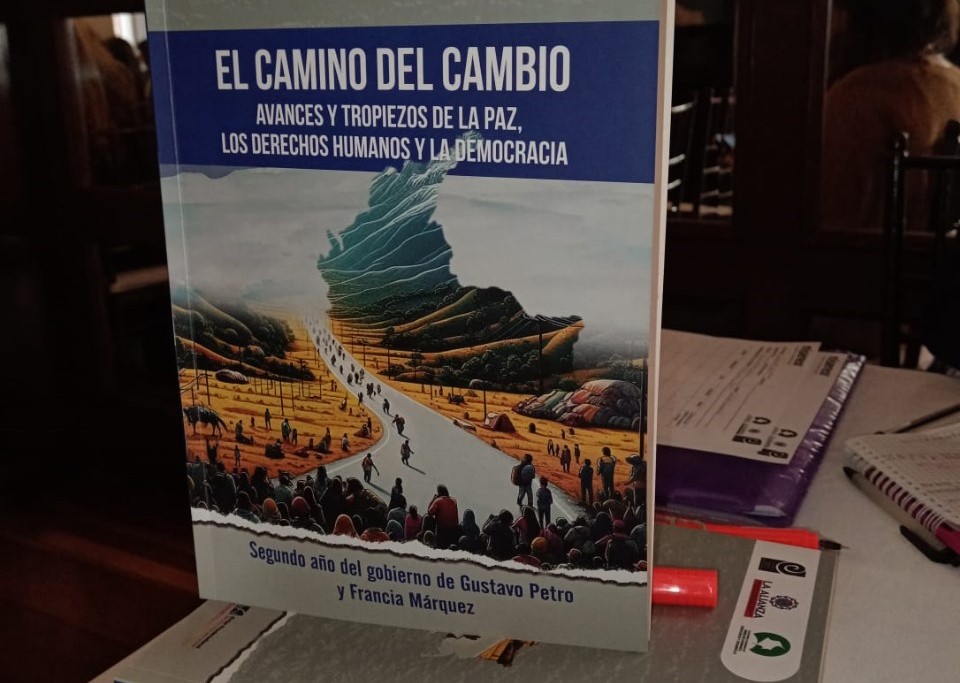 EL CAMINO DEL CAMBIO
AVANCES Y TROPIEZOS DE LA PAZ,
LOS DERECHOS HUMANOS Y LA DEMOCRACIA
Segundo año del gobierno de Gustavo Petro
y Francia Márquez
LA ALIANZA